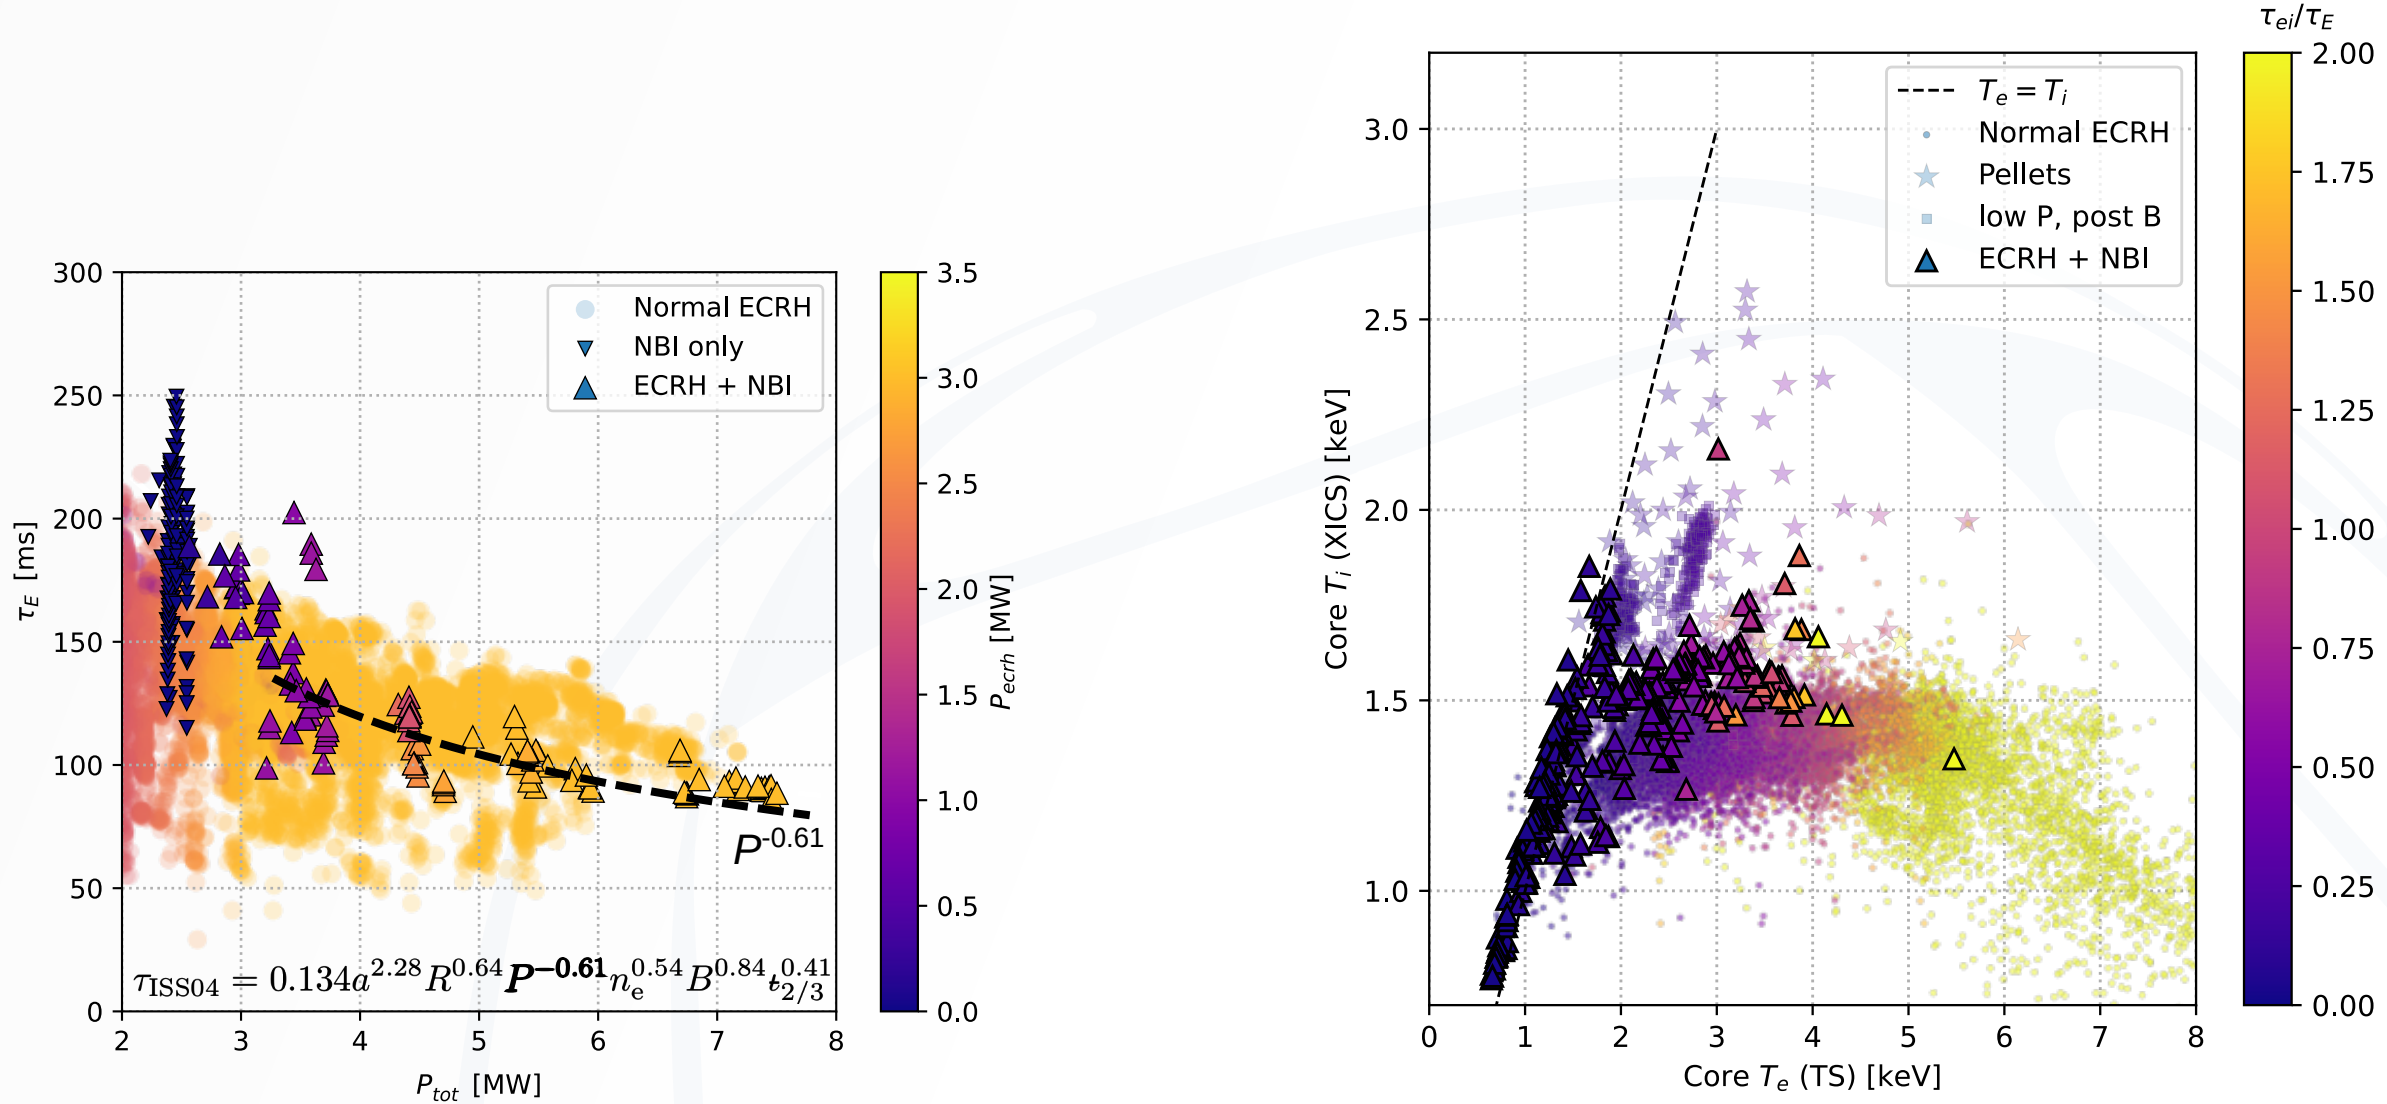 300
250
200
150
100
50
0
τ_E [ms]
2 3 4 5 6 7 8
P_tot [MW]
Normal ECRH
NBI only
ECRH + NBI
P^-0.61
τ_ISS04 = 0.134a^2.28 R^0.64 P^−0.61 n_e^0.54 B^0.84 ŧ_2/3^0.41
3.5
3.0
2.5
2.0
1.5
1.0
0.5
0.0
P_ecrh [MW]
3.0
2.5
2.0
1.5
1.0
Core T_i (XICS) [keV]
0 1 2 3 4 5 6 7 8
Core T_e (TS) [keV]
T_e = T_i
Normal ECRH
Pellets
low P, post B
ECRH + NBI
τ_ei/τ_E
2.00
1.75
1.50
1.25
1.00
0.75
0.50
0.25
0.00